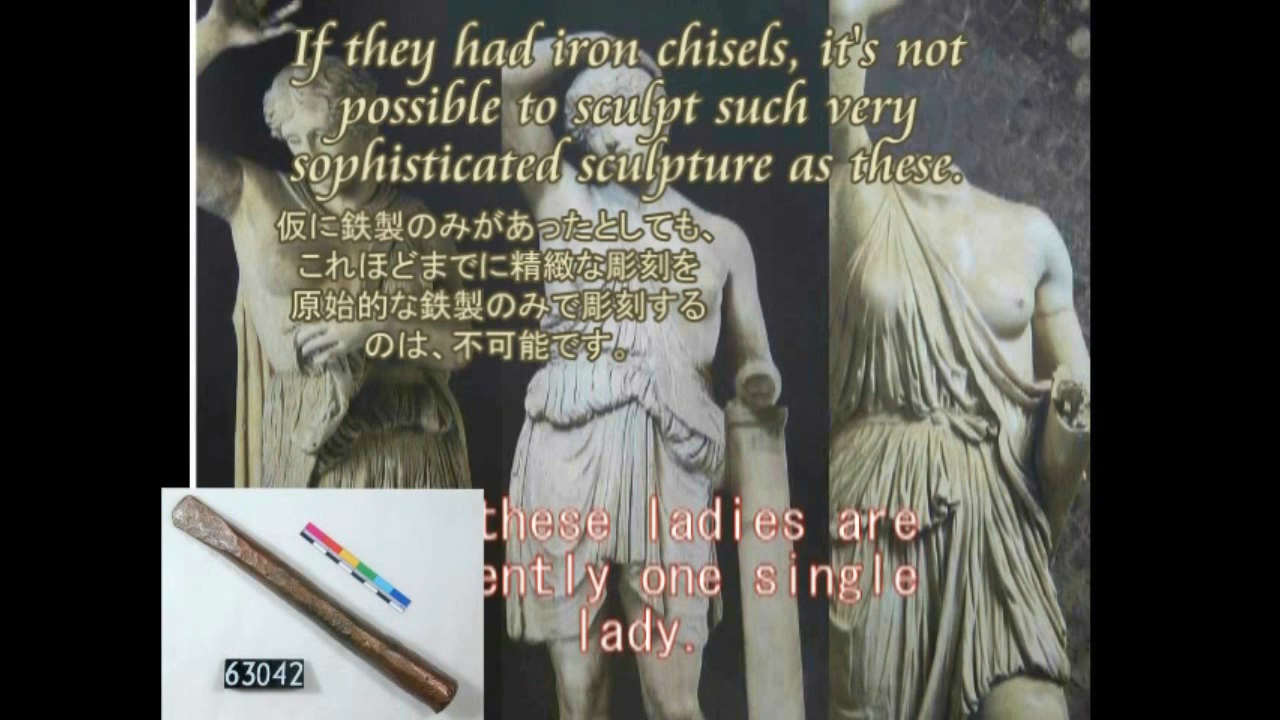 If they had iron chisels, it's not
possible to sculpt such very
sophisticated sculpture as these.
仮に鉄製のみがあったとしても、
これほどまでに精緻な彫刻を
原始的な鉄製のみで彫刻する
のは、不可能です。
these ladies are
ently one single
lady.
63042